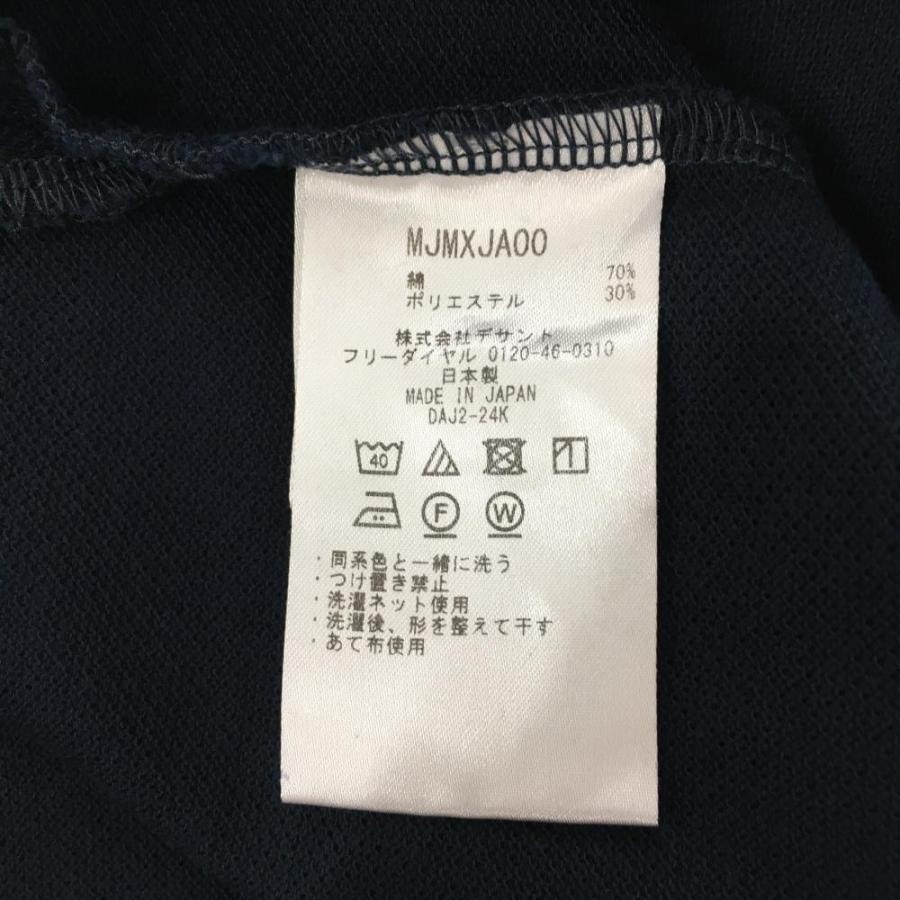 MJMXJA00
綿 70%
ポリエステル 30%
株式会社デサント
フリーダイヤル 0120-46-0310
日本製
MADE IN JAPAN
DAJ2-24K
40
F W
・同系色と一緒に洗う
・つけ置き禁止
・洗濯ネット使用
・洗濯後、形を整えて干す
・あて布使用